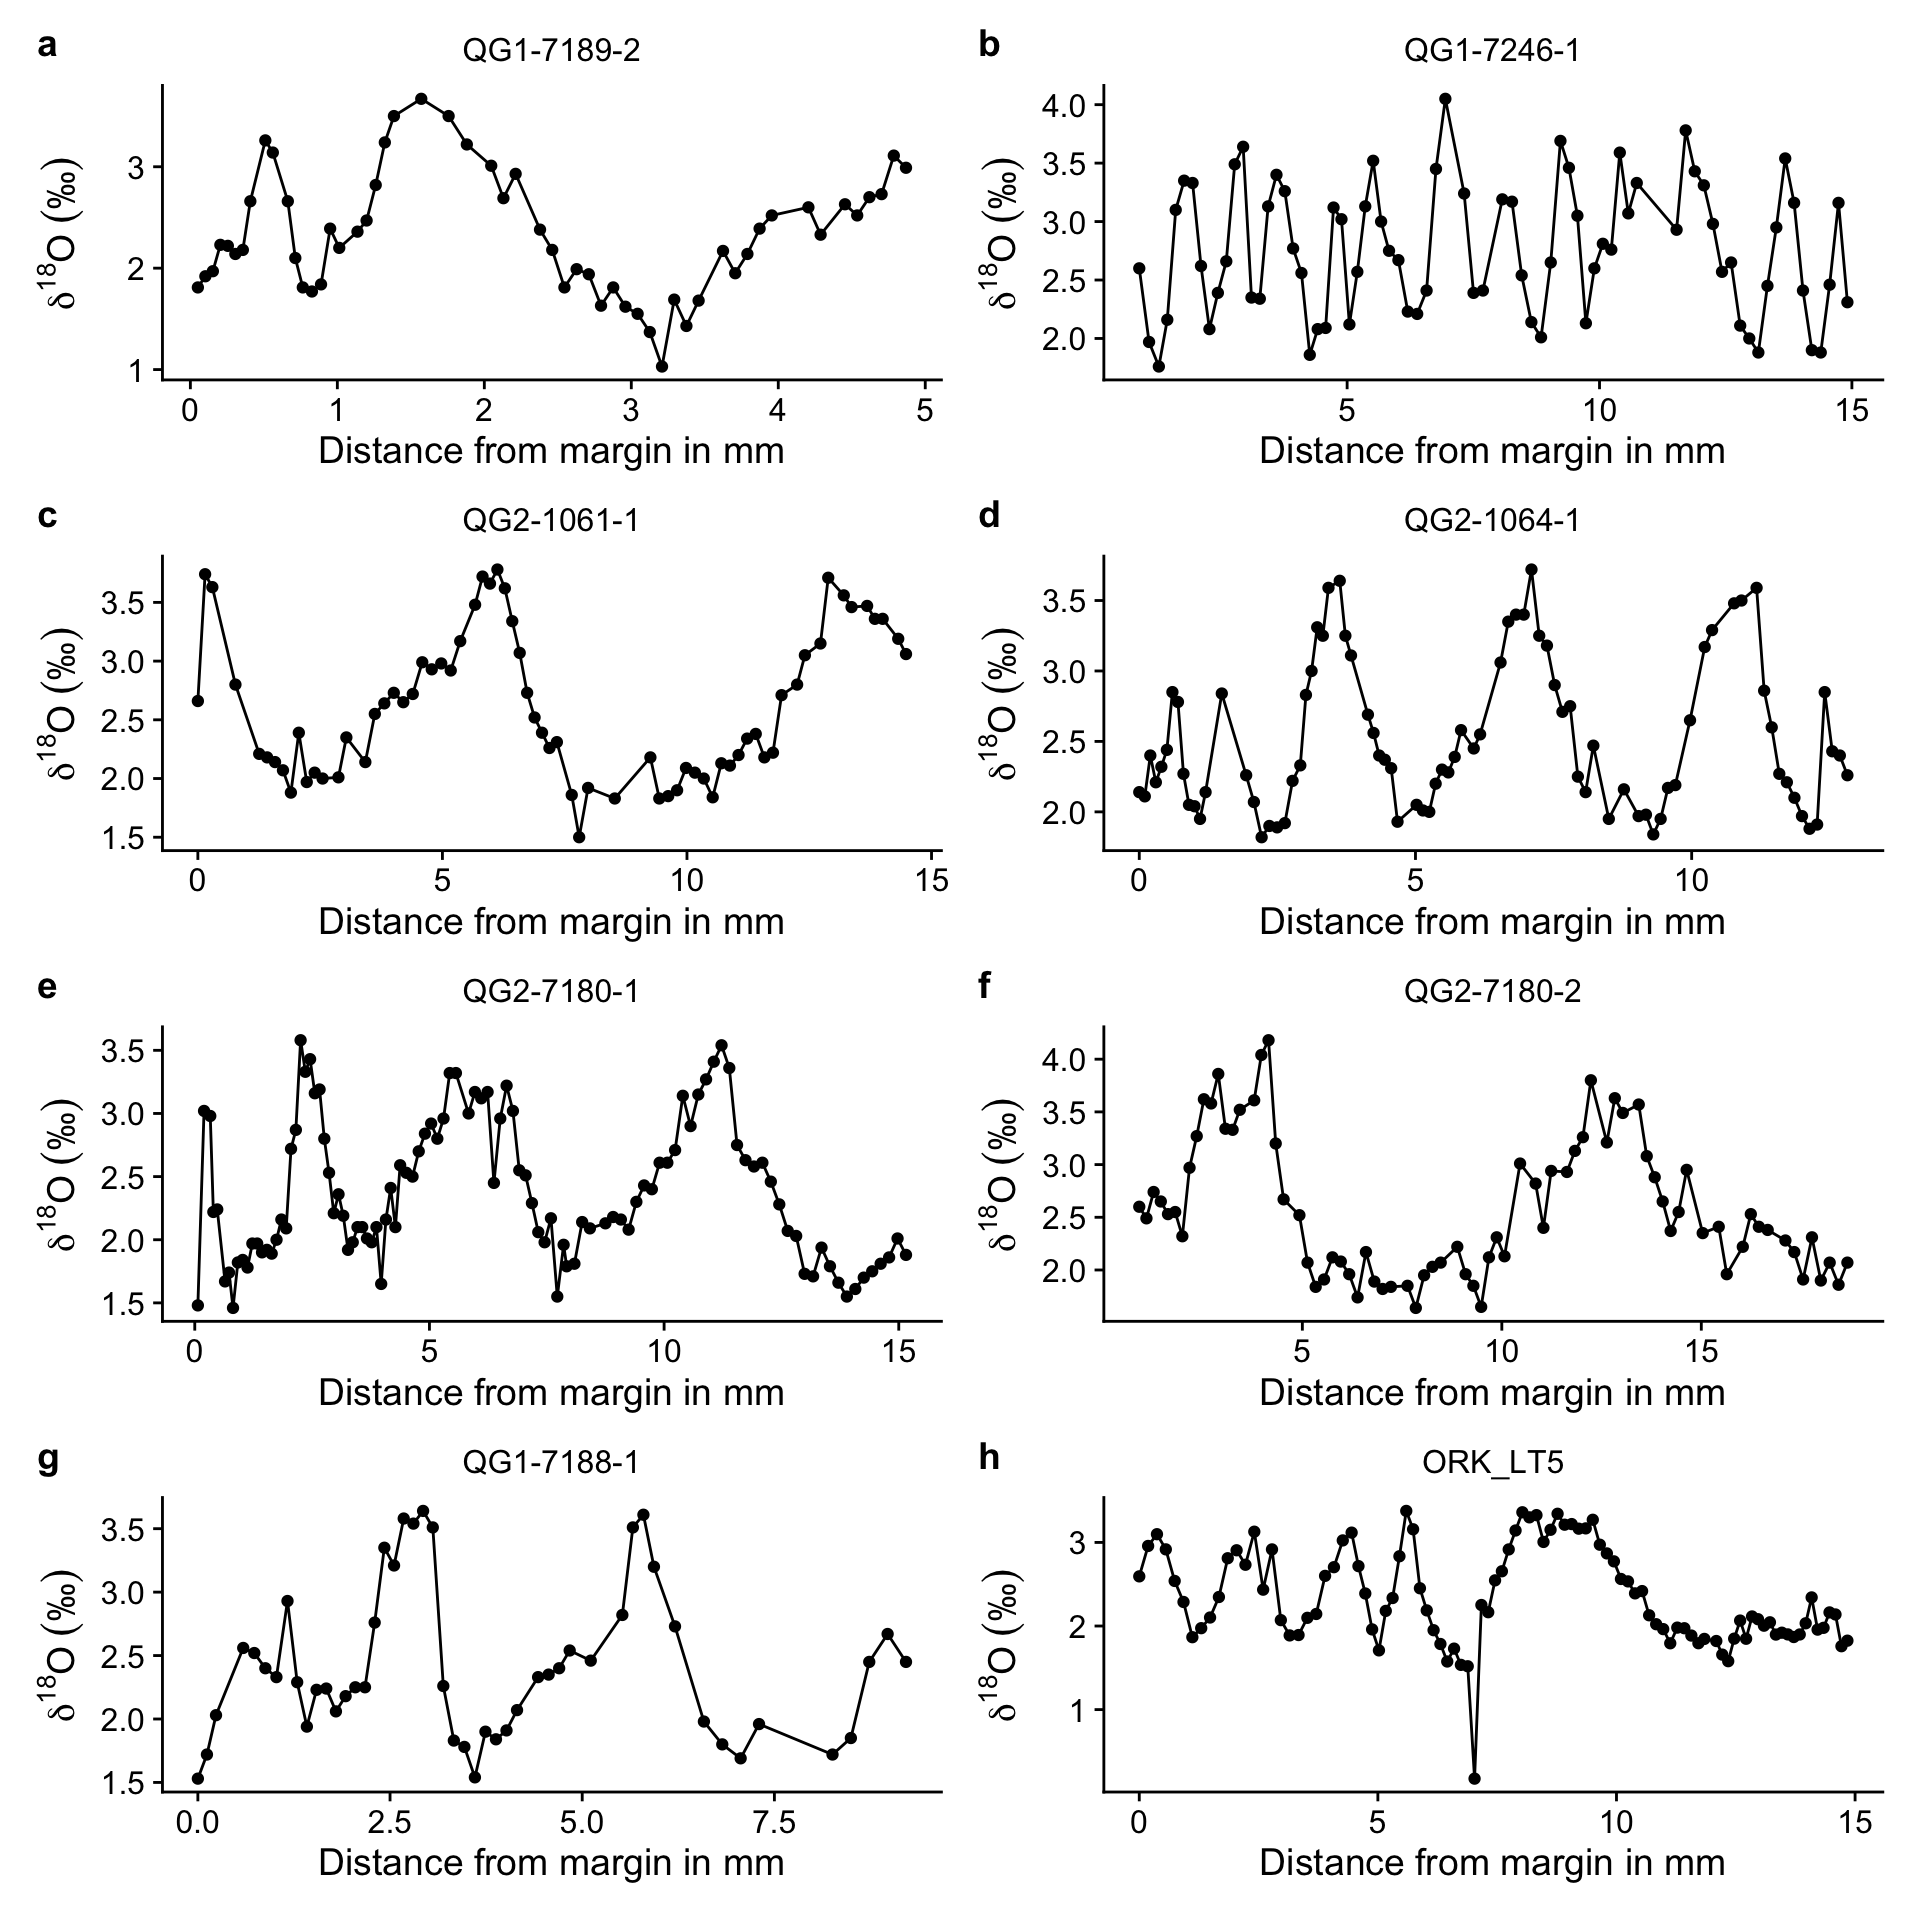 a
QG1-7189-2
δ18O (‰)
3
2
1
0 1 2 3 4 5
Distance from margin in mm
b
QG1-7246-1
δ18O (‰)
4.0
3.5
3.0
2.5
2.0
5 10 15
Distance from margin in mm
c
QG2-1061-1
δ18O (‰)
3.5
3.0
2.5
2.0
1.5
0 5 10 15
Distance from margin in mm
d
QG2-1064-1
δ18O (‰)
3.5
3.0
2.5
2.0
0 5 10
Distance from margin in mm
e
QG2-7180-1
δ18O (‰)
3.5
3.0
2.5
2.0
1.5
0 5 10 15
Distance from margin in mm
f
QG2-7180-2
δ18O (‰)
4.0
3.5
3.0
2.5
2.0
5 10 15
Distance from margin in mm
g
QG1-7188-1
δ18O (‰)
3.5
3.0
2.5
2.0
1.5
0.0 2.5 5.0 7.5
Distance from margin in mm
h
ORK_LT5
δ18O (‰)
3
2
1
0 5 10 15
Distance from margin in mm